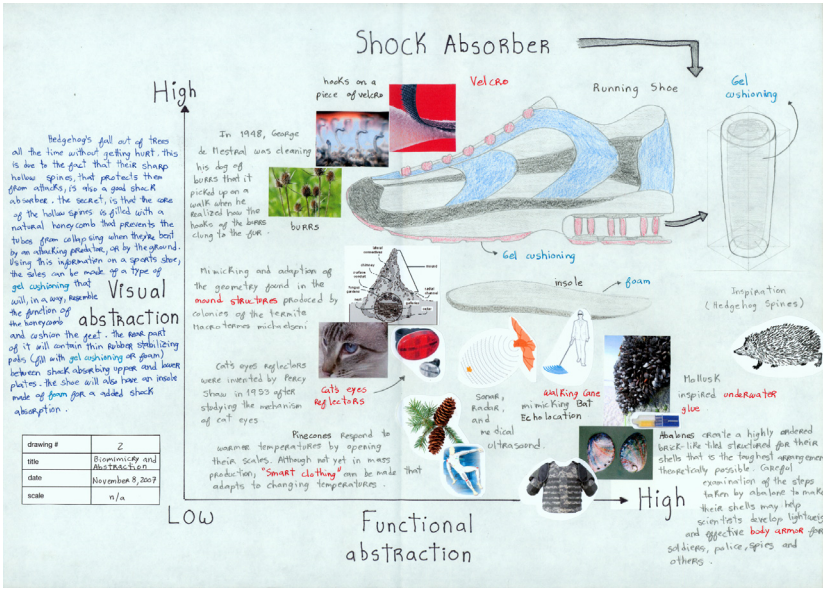 Shock Absorber
High
hooks on a
piece of velcro
Velcro
Running Shoe
Gel
cushioning
Hedgehog's fall out of trees
all the time without getting hurt. this
is due to the fact that their sharp
hollow spines, that protects them
from attacks, is also a good shock
absorber. the secret, is that the core
of the hollow spines is filled with a
natural honeycomb that prevents the
tubes from collapsing when they're bent
by an attacking predator, or by the ground.
Using this information on a sports shoe,
the soles can be made of a type of
gel cushioning that
will, in a way, resemble
the function of
the honeycomb
and cushion the feet. the rear part
of it will contain thin rubber stabilizing
pods (fill with gel cushioning or foam)
between shock absorbing upper and lower
plates. the shoe will also have an insole
made of foam for a added shock
absorption.
Visual
abstraction
In 1948, George
de Mestral was cleaning
his dog of
burrs that it
picked up on a
walk when he
realized how the
hooks of the burrs
clung to the fur.
burrs
Gel cushioning
Mimicking and adaption of
the geometry found in the
mound structures produced by
colonies of the termite
Macrotermes michaelseni
insole
foam
Inspiration
(Hedgehog Spines)
Cat's eyes reflectors
were invented by Percy
Shaw in 1953 after
studying the mechanism
of cat eyes
Cat's eyes
reflectors
Sonar,
Radar,
and
medical
ultrasound.
Walking Cane
mimicking Bat
Echolocation
Mollusk
inspired underwater
glue
Pinecones respond to
warmer temperatures by opening
their scales. Although not yet in mass
production, "Smart clothing" can be made that
adapts to changing temperatures.
Abalones create a highly ordered
brick-like tiled structured for their
shells that is the toughest arrangement
theoretically possible. Careful
examination of the steps
taken by abalone to make
their shells may help
scientists develop lightweig
and effective body armor for
soldiers, police, spies and
others.
drawing # 2
title Biomimicry and
Abstraction
date November 8, 2007
scale n/a
Low
Functional
abstraction
High